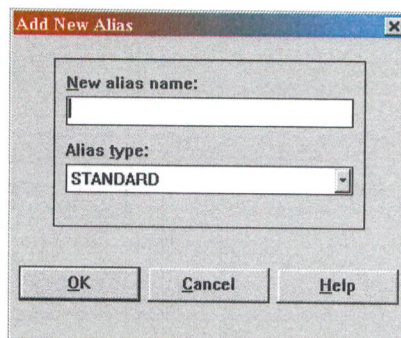 Add New Alias
New alias name:
Alias type:
STANDARD
OK
Cancel
Help